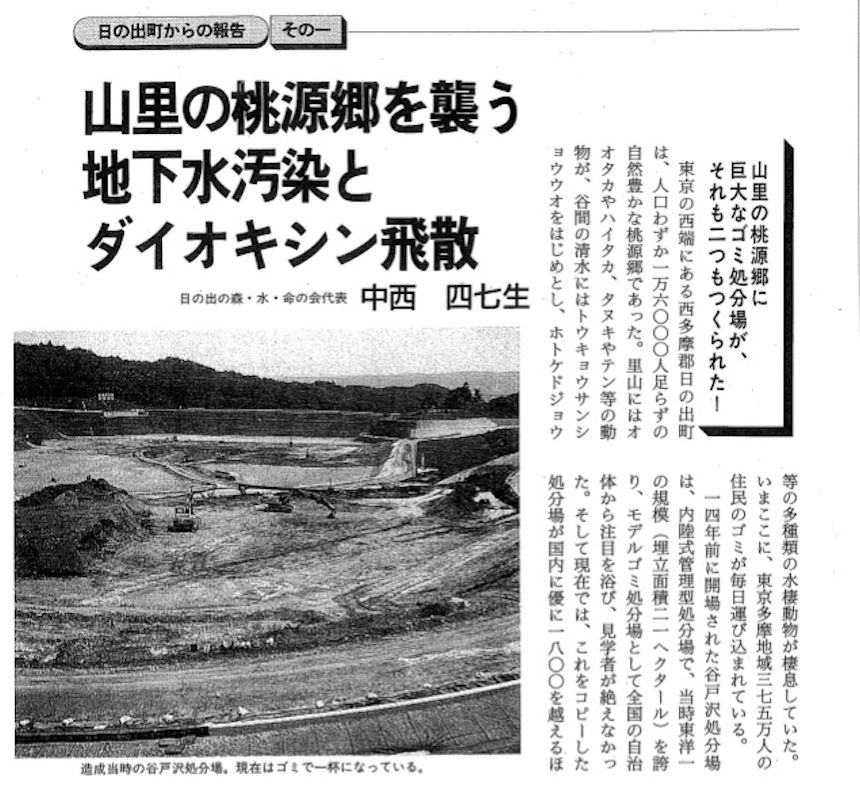 日の出町からの報告 その一
山里の桃源郷を襲う
地下水汚染と
ダイオキシン飛散
日の出の森・水・命の会代表 中西 四七生
山里の桃源郷に
巨大なゴミ処分場が、
それも二つもつくられた！
東京の西端にある西多摩郡日の出町
は、人口わずか一万六〇〇〇人足らずの
自然豊かな桃源郷であった。里山にはオ
オタカやハイタカ、タヌキやテン等の動
物が、谷間の清水にはトウキョウサンシ
ョウウオをはじめとし、ホトケドジョウ
等の多種類の水棲動物が棲息していた。
いまここに、東京多摩地域三七五万人の
住民のゴミが毎日運び込まれている。
一四年前に開場された谷戸沢処分場
は、内陸式管理型処分場で、当時東洋一
の規模（埋立面積二一ヘクタール）を誇
り、モデルゴミ処分場として全国の自治
体から注目を浴び、見学者が絶えなかっ
た。そして現在では、これをコピーした
処分場が国内に優に一八〇〇を越えるほ
造成当時の谷戸沢処分場。現在はゴミで一杯になっている。